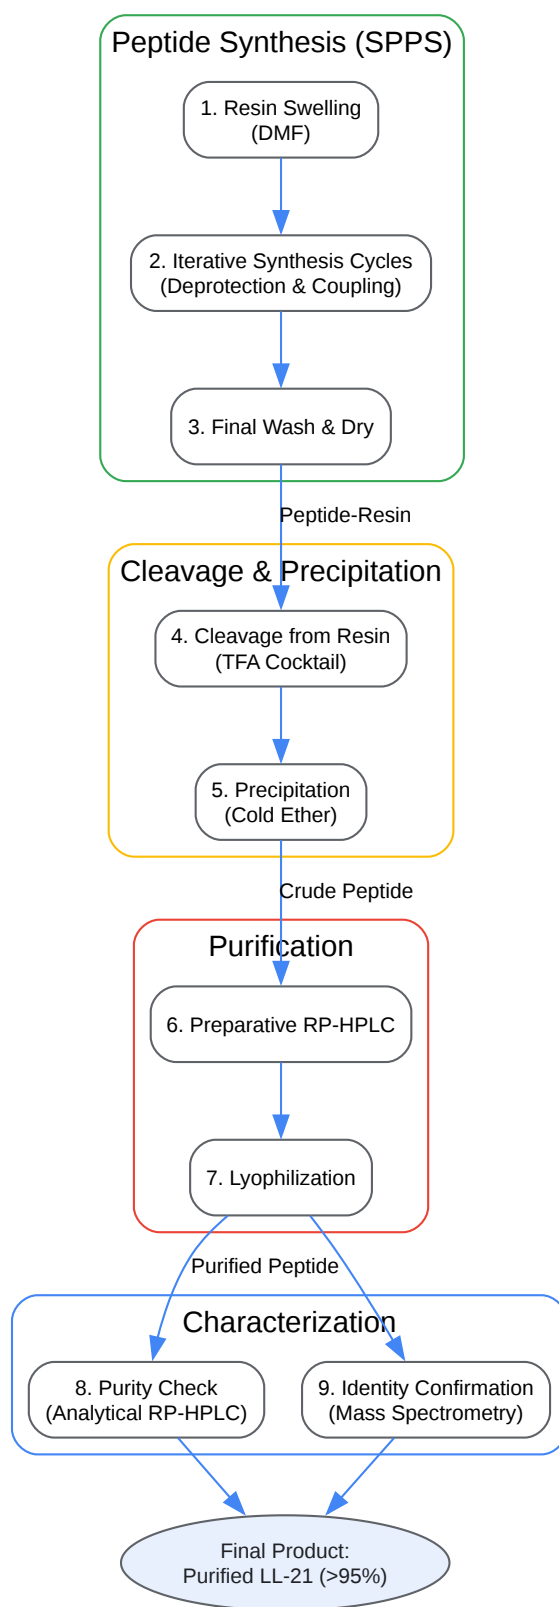 Peptide Synthesis (SPPS)
1. Resin Swelling
(DMF)
2. Iterative Synthesis Cycles
(Deprotection & Coupling)
3. Final Wash & Dry
Peptide-Resin
Cleavage & Precipitation
4. Cleavage from Resin
(TFA Cocktail)
5. Precipitation
(Cold Ether)
Crude Peptide
Purification
6. Preparative RP-HPLC
7. Lyophilization
Purified Peptide
Characterization
8. Purity Check
(Analytical RP-HPLC)
9. Identity Confirmation
(Mass Spectrometry)
Final Product:
Purified LL-21 (>95%)